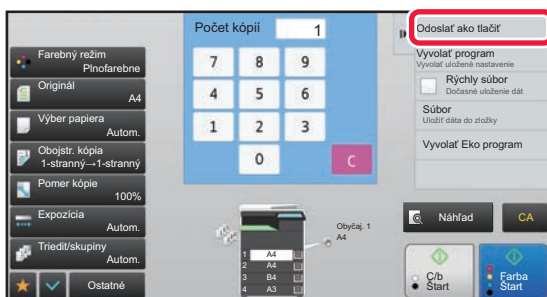 Farebný režim
Plnofarebne
Originál
A4
Výber papiera
Autom.
Obojstr. kópia
1-stranný→1-stranný
Pomer kópie
100%
Expozícia
Autom.
Triediť/skupiny
Autom.
Ostatné
Počet kópií
1
7 8 9
4 5 6
1 2 3
0 C
Obyčaj. 1
A4
1 A4
2 A4
3 B4
4 A3
Odoslať ako tlačiť
Vyvolať program
Vyvolať uložené nastavenie
Rýchly súbor
Dočasné uloženie dát
Súbor
Uložiť dáta do zložky
Vyvolať Eko program
Náhľad
CA
Č/b
Štart
Farba
Štart